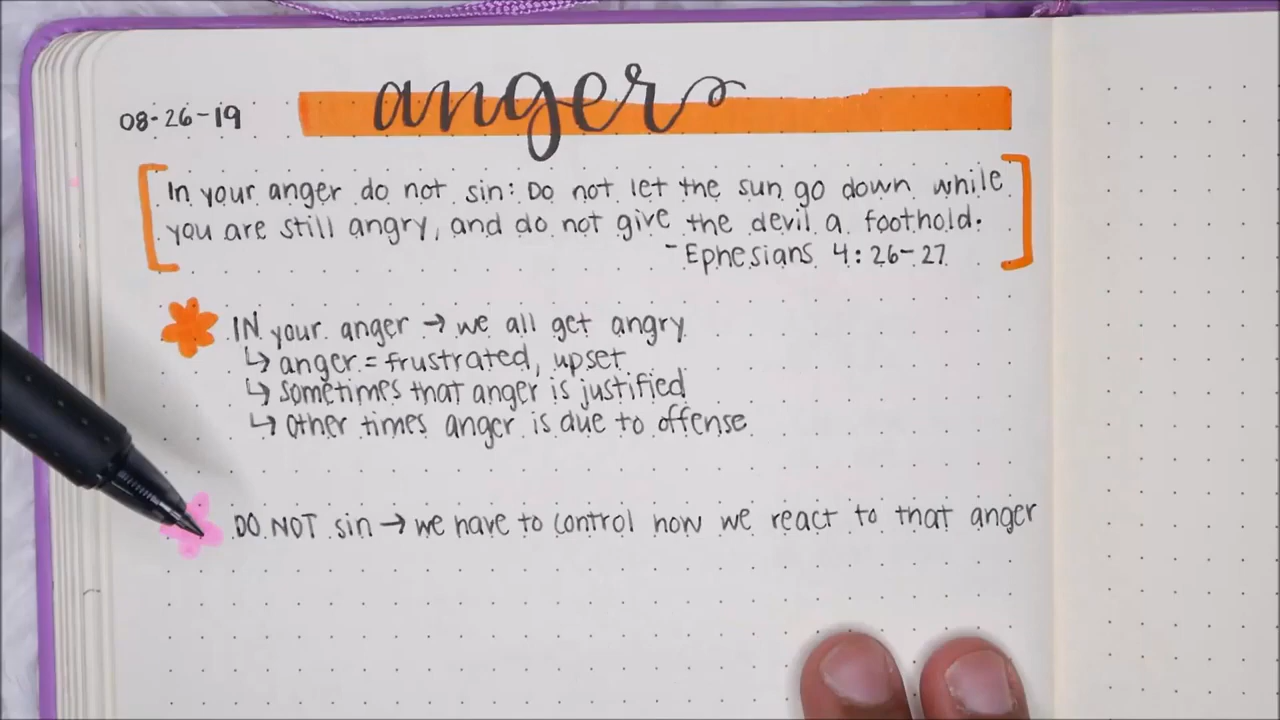 anger
08-26-19
In your anger do not sin: Do not let the sun go down while
you are still angry, and do not give the devil a foothold.
-Ephesians 4:26-27
IN your anger → we all get angry
↳ anger = frustrated, upset
↳ sometimes that anger is justified
↳ other times anger is due to offense
DO NOT sin → we have to control how we react to that anger